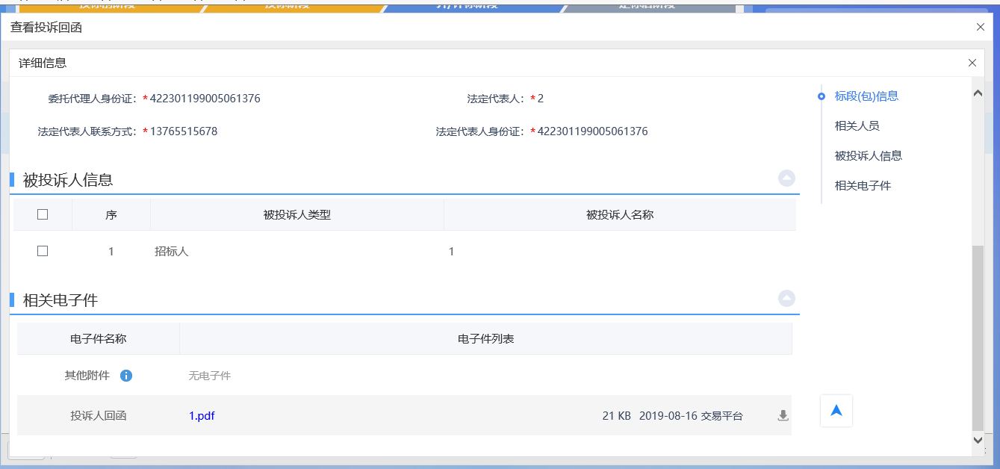 查看投诉回函
详细信息
委托代理人身份证： *422301199005061376 法定代表人： *2
法定代表人联系方式： *13765515678 法定代表人身份证： *422301199005061376
标段(包)信息
相关人员
被投诉人信息
相关电子件
被投诉人信息
序 被投诉人类型 被投诉人名称
1 招标人 1
相关电子件
电子件名称 电子件列表
其他附件 无电子件
投诉人回函 1.pdf 21 KB 2019-08-16 交易平台